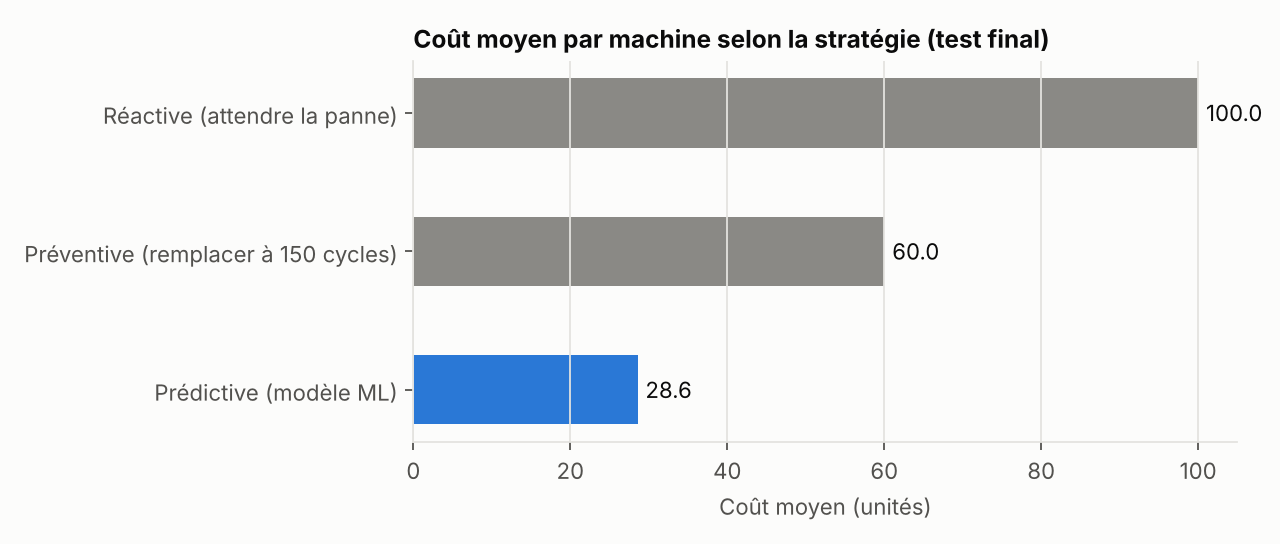 Coût moyen par machine selon la stratégie (test final)
Réactive (attendre la panne)
100.0
Préventive (remplacer à 150 cycles)
60.0
Prédictive (modèle ML)
28.6
0 20 40 60 80 100
Coût moyen (unités)